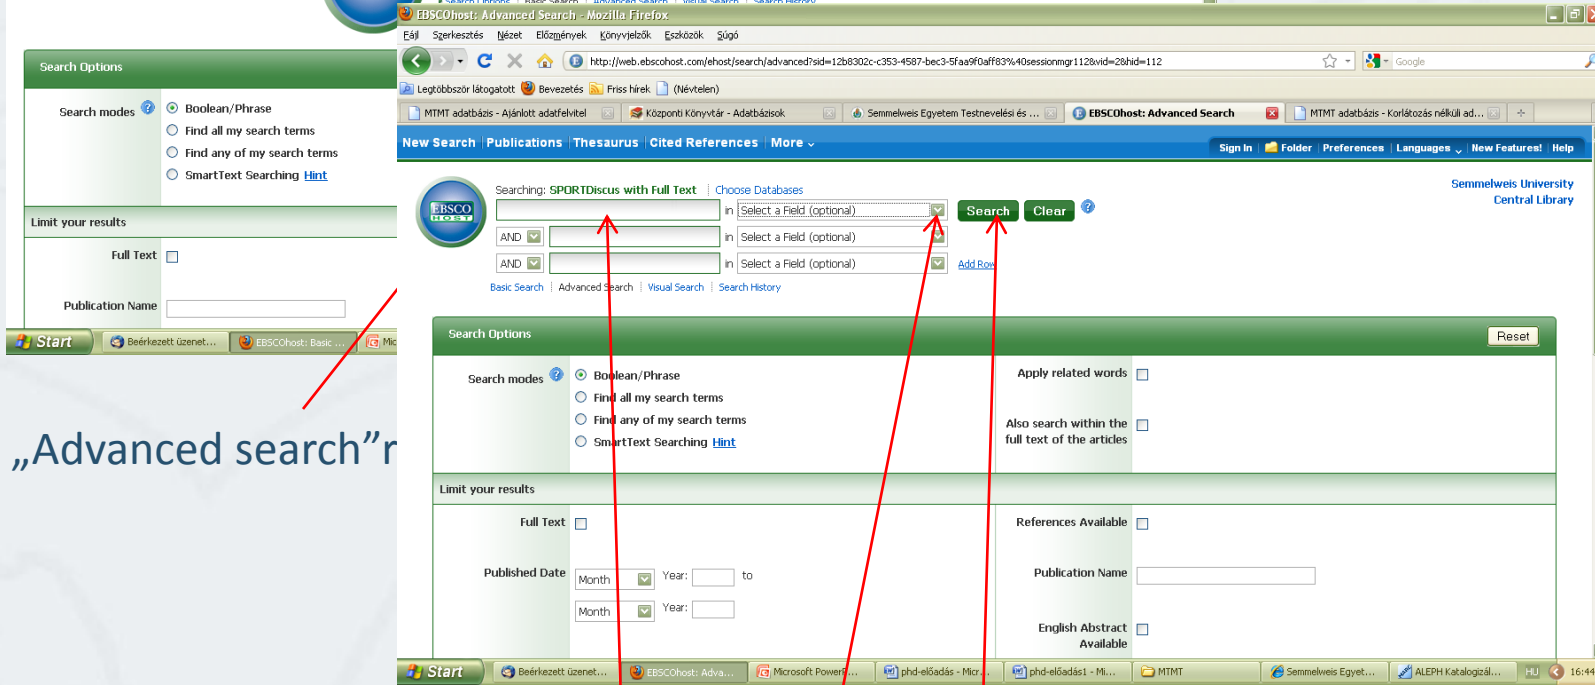 Search Options | Basic Search | Advanced Search | Visual Search | Search History
Search Options
Search modes
Boolean/Phrase
Find all my search terms
Find any of my search terms
SmartText Searching Hint
Limit your results
Full Text
Publication Name
Start Beérkezett üzenet... EBSCOhost: Basic ... Mic
„Advanced search”r
EBSCOhost: Advanced Search - Mozilla Firefox
Fájl Szerkesztés Nézet Előzmények Könyvjelzők Eszközök Súgó
http://web.ebscohost.com/ehost/search/advanced?sid=12b8302c-c353-4587-bec3-5faa9f0aff83%40sessionmgr112&vid=2&hid=112 Google
Legtöbbször látogatott Bevezetés Friss hírek (Névtelen)
MTMT adatbázis - Ajánlott adatfelvitel Központi Könyvtár - Adatbázisok Semmelweis Egyetem Testnevelési és ... EBSCOhost: Advanced Search MTMT adatbázis - Korlátozás nélküli ad...
New Search Publications Thesaurus Cited References More Sign In Folder Preferences Languages New Features! Help
Searching: SPORTDiscus with Full Text Choose Databases Semmelweis University
Central Library
EBSCO
HOST
in Select a Field (optional) Search Clear
AND in Select a Field (optional)
AND in Select a Field (optional) Add Row
Basic Search Advanced Search Visual Search Search History
Search Options Reset
Search modes Boolean/Phrase
Find all my search terms
Find any of my search terms
SmartText Searching Hint
Apply related words
Also search within the
full text of the articles
Limit your results
Full Text
References Available
Published Date Month Year: to
Month Year:
Publication Name
English Abstract
Available
Start Beérkezett üzenet... EBSCOhost: Adva... Microsoft PowerP... phd-előadás - Micr... phd-előadás1 - Mi... MTMT Semmelweis Egyet... ALEPH Katalogizál... HU 16:44